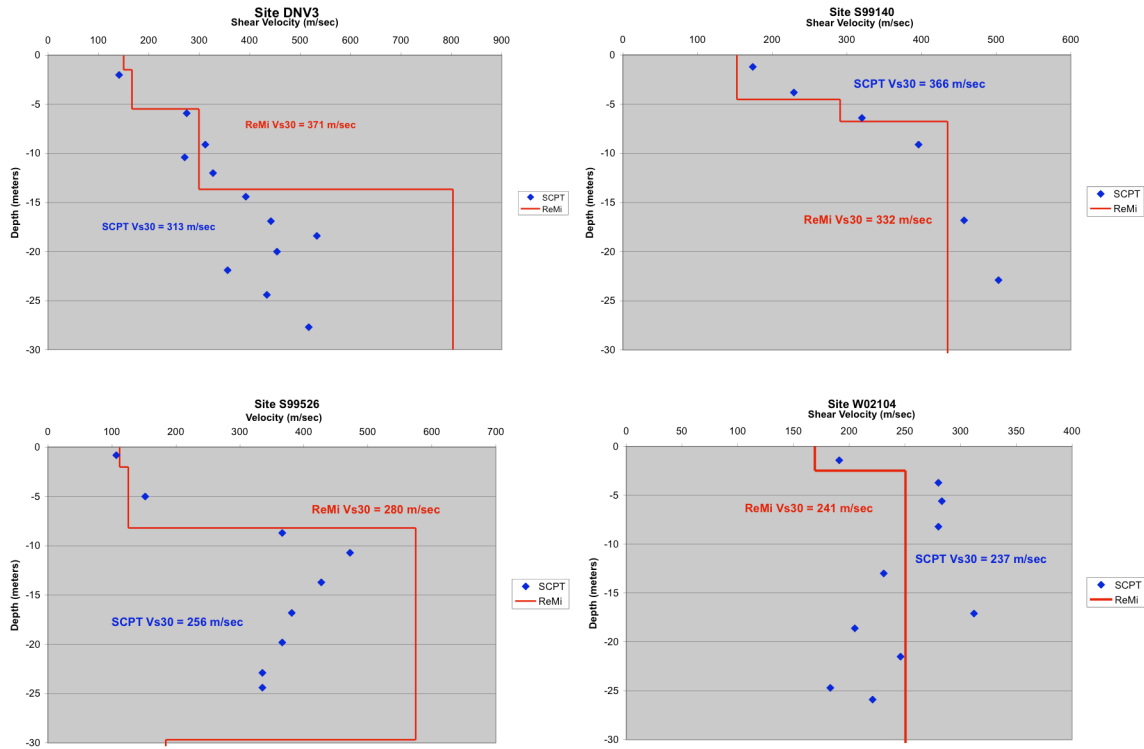 Site DNV3
Shear Velocity (m/sec)
0 100 200 300 400 500 600 700 800 900
0
-5
-10
-15
-20
-25
-30
Depth (meters)
ReMi Vs30 = 371 m/sec
SCPT Vs30 = 313 m/sec
SCPT
ReMi
Site S99140
Shear Velocity (m/sec)
0 100 200 300 400 500 600
0
-5
-10
-15
-20
-25
-30
Depth (meters)
SCPT Vs30 = 366 m/sec
ReMi Vs30 = 332 m/sec
SCPT
ReMi
Site S99526
Velocity (m/sec)
0 100 200 300 400 500 600 700
0
-5
-10
-15
-20
-25
-30
Depth (meters)
ReMi Vs30 = 280 m/sec
SCPT Vs30 = 256 m/sec
SCPT
ReMi
Site W02104
Shear Velocity (m/sec)
0 50 100 150 200 250 300 350 400
0
-5
-10
-15
-20
-25
-30
Depth (meters)
ReMi Vs30 = 241 m/sec
SCPT Vs30 = 237 m/sec
SCPT
ReMi